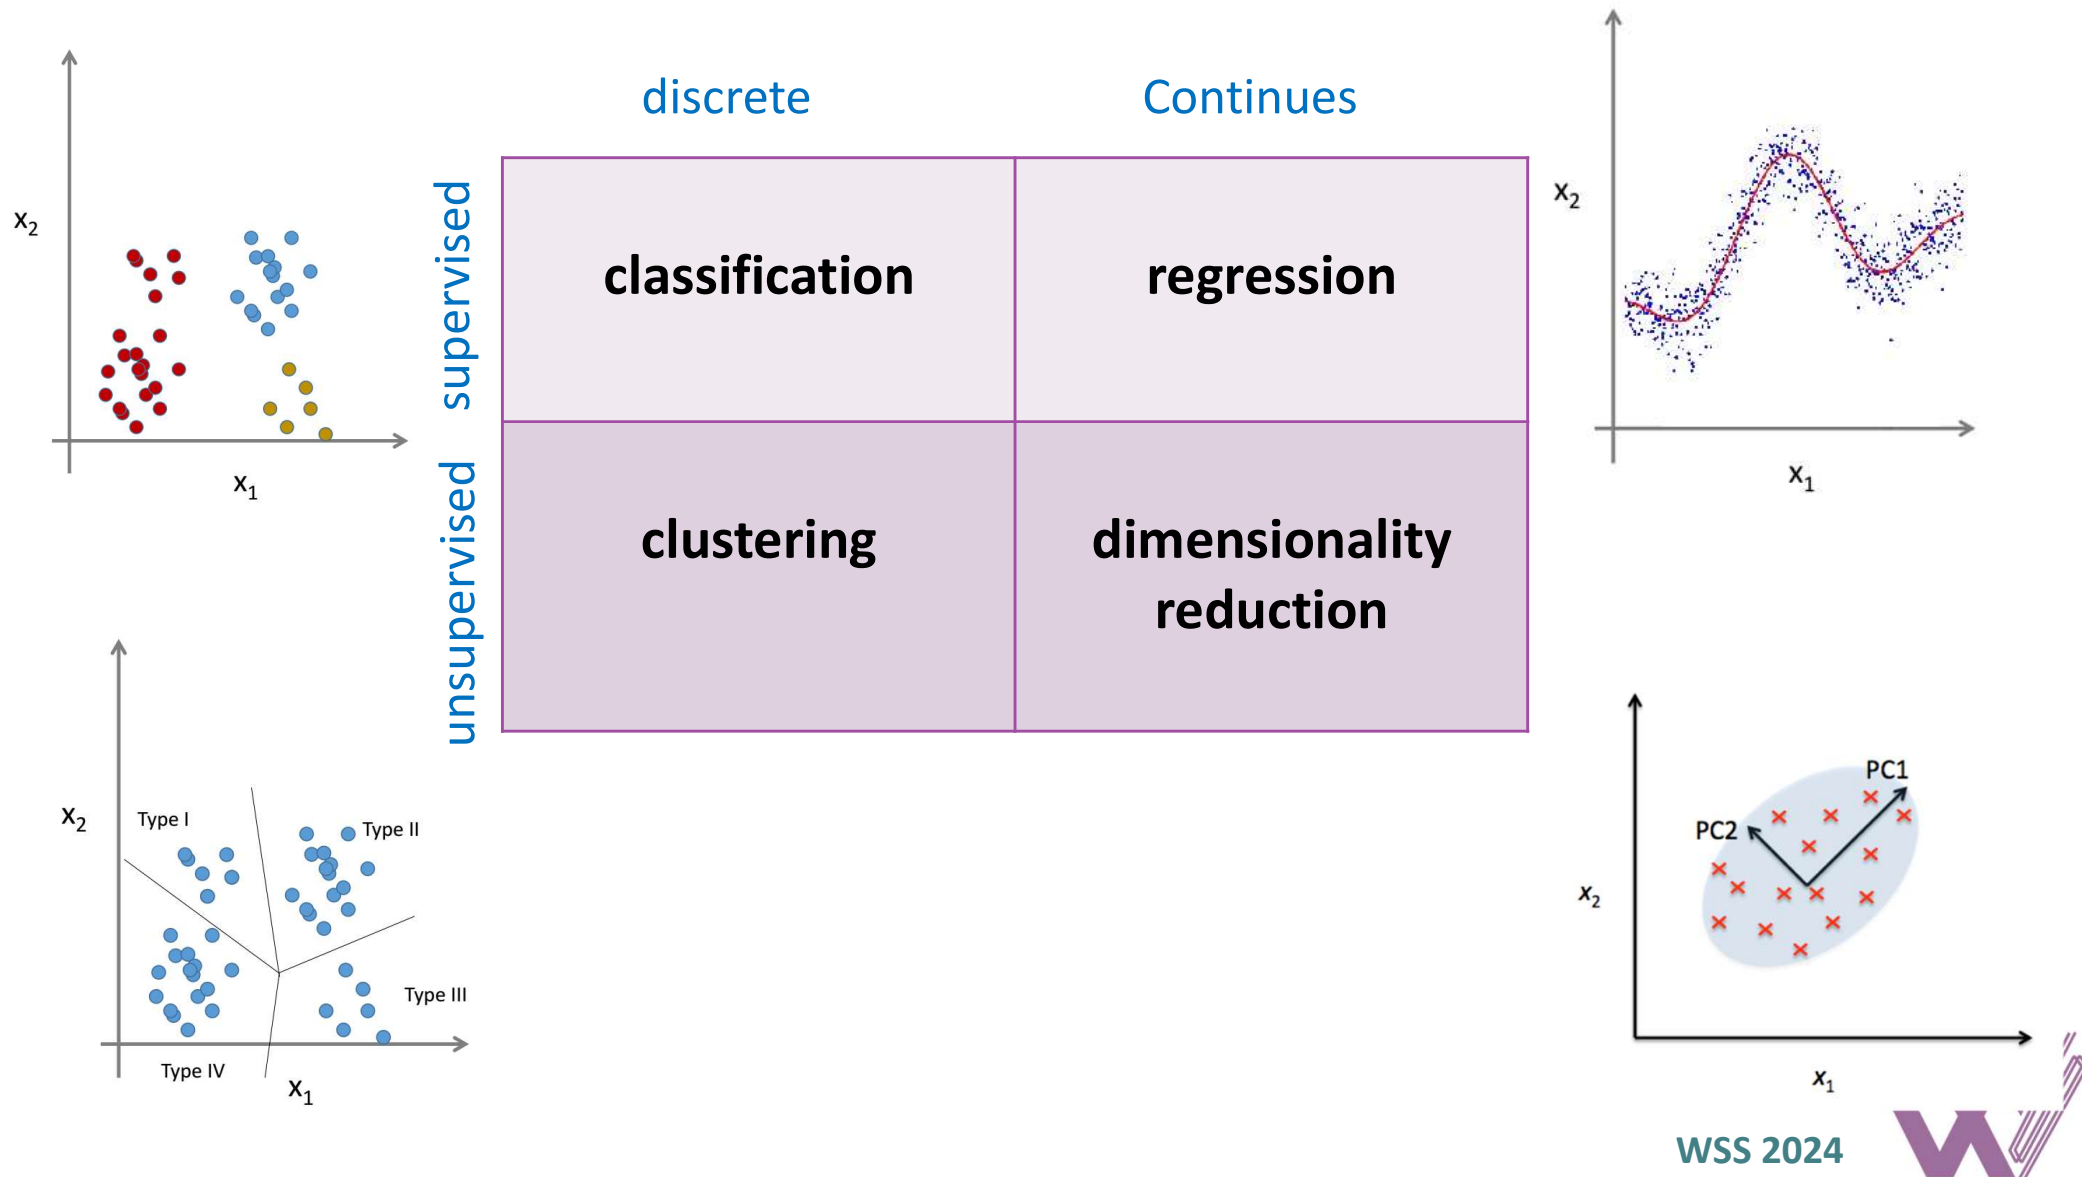 discrete
Continues
supervised
classification
regression
unsupervised
clustering
dimensionality
reduction
x₂
x₁
x₂
x₁
x₂
Type I
Type II
Type III
Type IV
x₁
PC1
PC2
x₂
x₁
WSS 2024